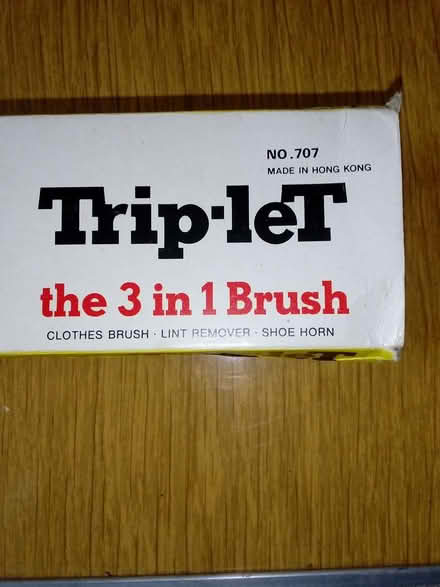 NO.707
MADE IN HONG KONG
Trip·leT
the 3 in 1 Brush
CLOTHES BRUSH · LINT REMOVER · SHOE HORN